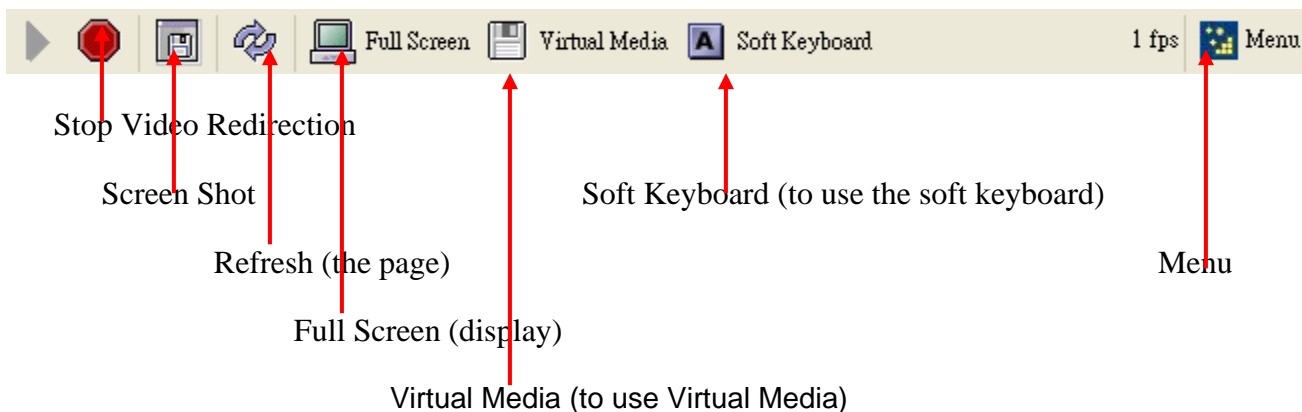 Full Screen Virtual Media A Soft Keyboard 1 fps Menu
Stop Video Redirection
Screen Shot Soft Keyboard (to use the soft keyboard)
Refresh (the page) Menu
Full Screen (display)
Virtual Media (to use Virtual Media)